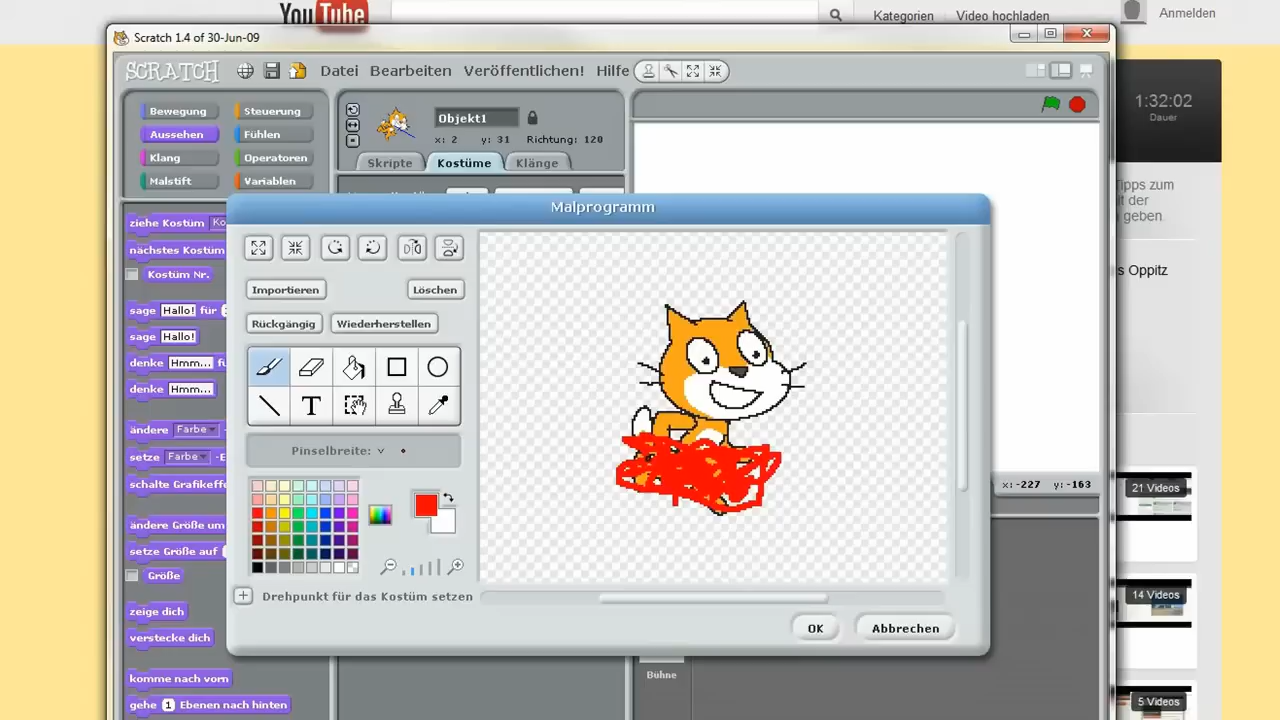 YouTube
Kategorien
Video hochladen
Anmelden
Scratch 1.4 of 30-Jun-09
SCRATCH
Datei
Bearbeiten
Veröffentlichen!
Hilfe
1:32:02
Dauer
Bewegung
Steuerung
Aussehen
Fühlen
Klang
Operatoren
Malstift
Variablen
Objekt1
x: 2 y: 31 Richtung: 120
Skripte
Kostüme
Klänge
Tipps zum
it der
geben.
s Oppitz
Malprogramm
ziehe Kostüm
nächstes Kostüm
Kostüm Nr.
sage Hallo! für
sage Hallo!
denke Hmm... fü
denke Hmm...
ändere Farbe
setze Farbe -E
schalte Grafikeffe
ändere Größe um
setze Größe auf
Größe
zeige dich
verstecke dich
komme nach vorn
gehe 1 Ebenen nach hinten
Importieren
Löschen
Rückgängig
Wiederherstellen
T
Pinselbreite:
Drehpunkt für das Kostüm setzen
OK
Abbrechen
x: -227 y: -163
Bühne
21 Videos
14 Videos
5 Videos